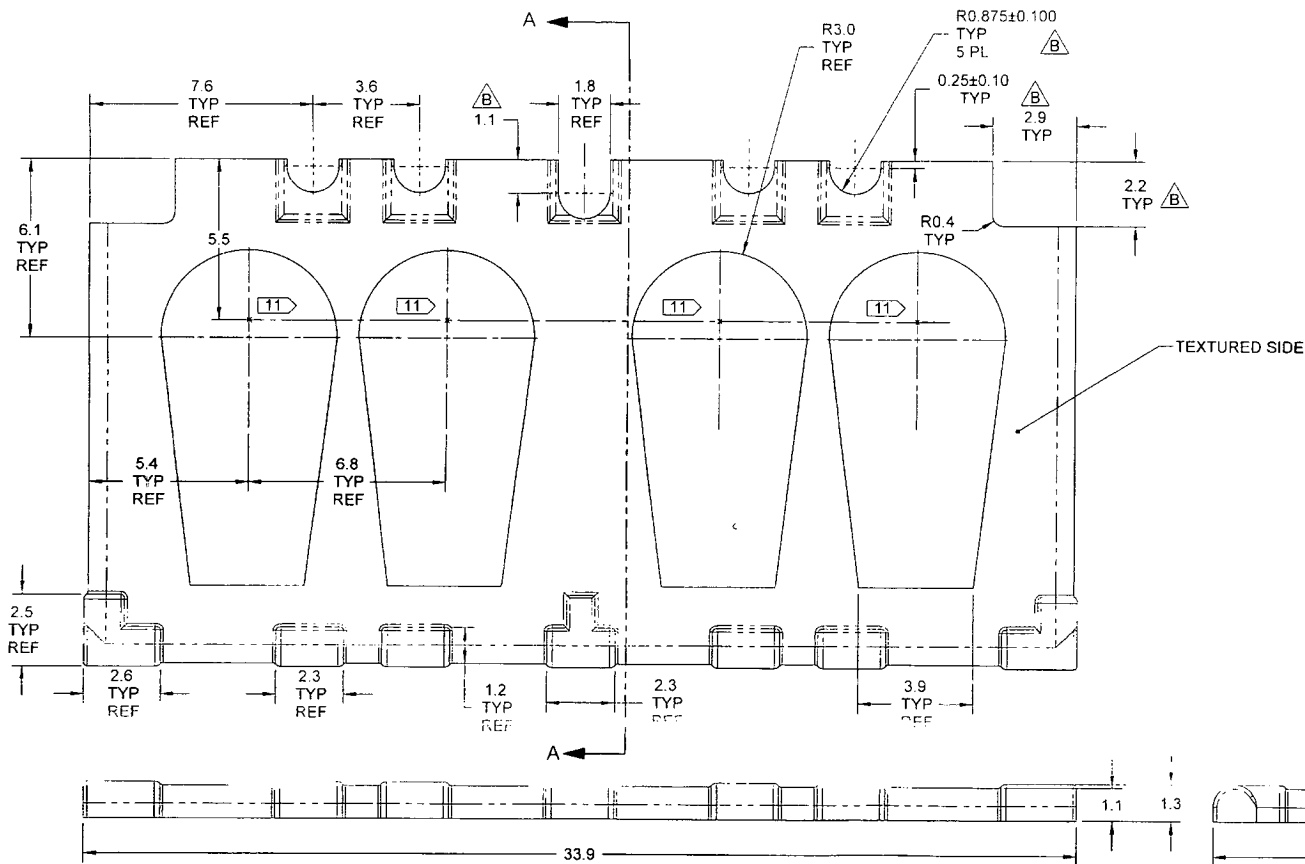 A
R3.0
TYP
REF
R0.875±0.100
TYP
5 PL
B
7.6
TYP
REF
3.6
TYP
REF
B
1.1
1.8
TYP
REF
0.25±0.10
TYP
B
2.9
TYP
6.1
TYP
REF
5.5
R0.4
TYP
2.2
TYP
B
11
11
11
11
TEXTURED SIDE
5.4
TYP
REF
6.8
TYP
REF
2.5
TYP
REF
2.6
TYP
REF
2.3
TYP
REF
1.2
TYP
REF
2.3
TYP
REF
3.9
TYP
REF
A
1.1
1.3
33.9